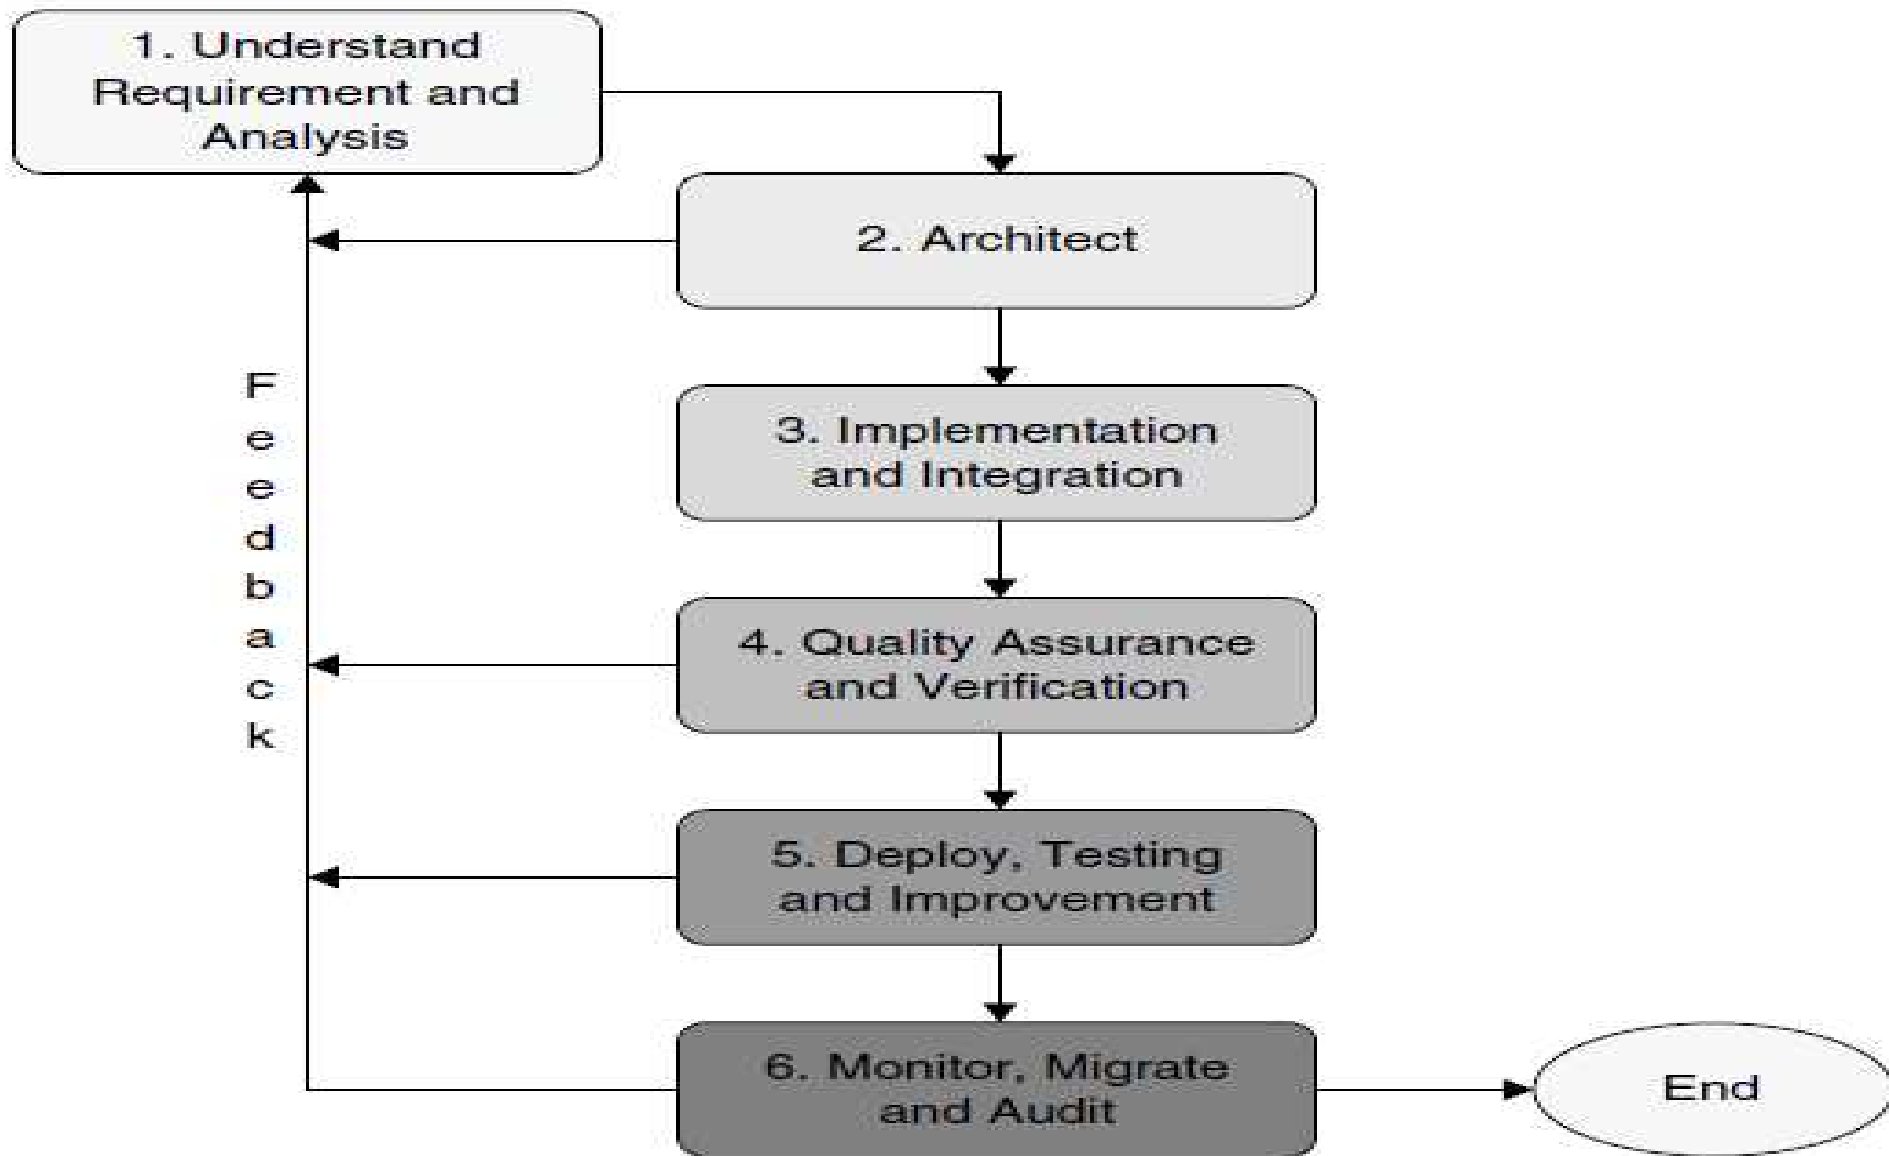 1. Understand
Requirement and
Analysis
2. Architect
F
e
e
d
b
a
c
k
3. Implementation
and Integration
4. Quality Assurance
and Verification
5. Deploy, Testing
and Improvement
6. Monitor, Migrate
and Audit
End